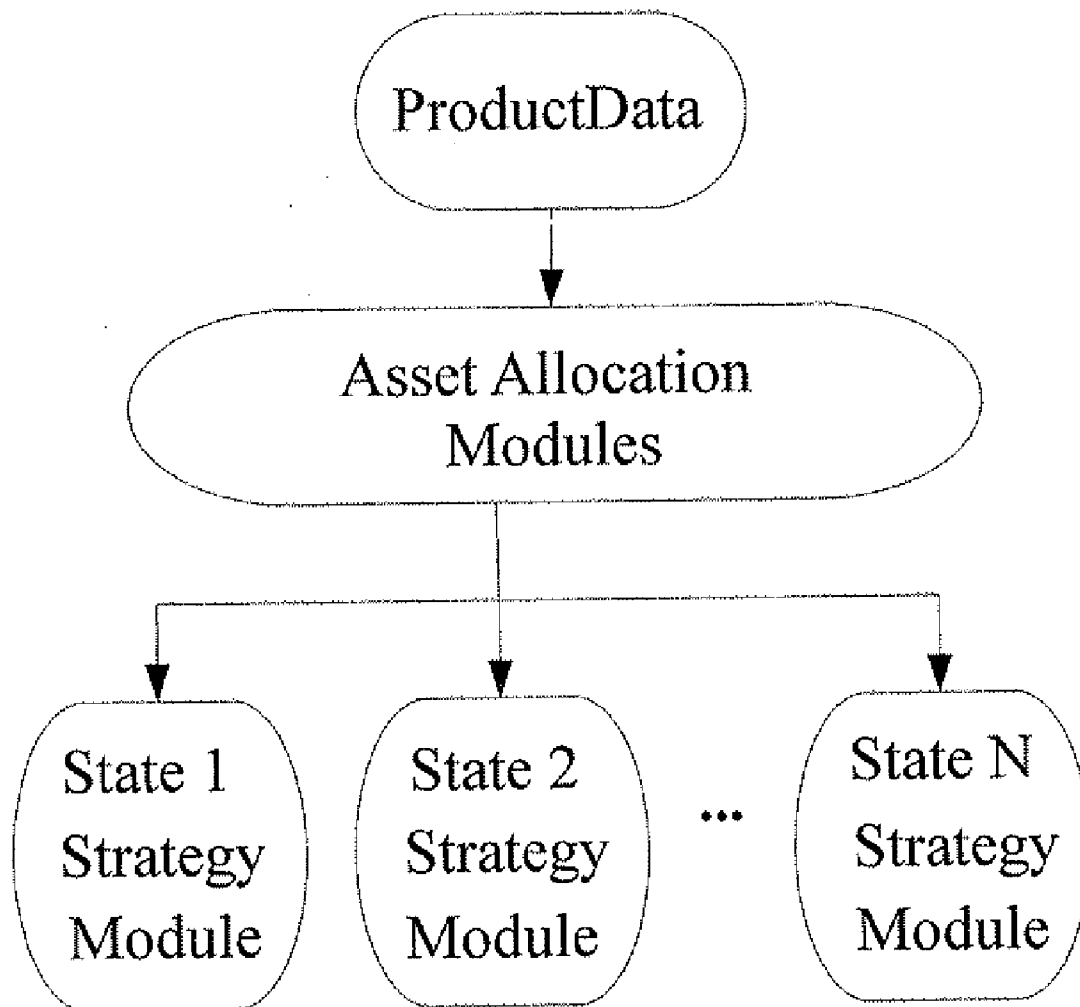 ProductData
Asset Allocation
Modules
State 1
Strategy
Module
State 2
Strategy
Module
...
State N
Strategy
Module